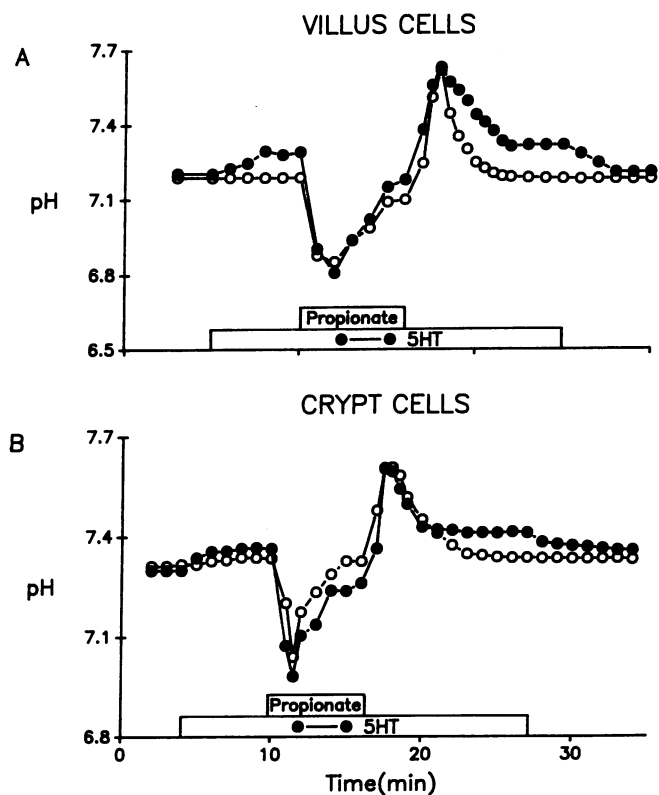 VILLUS CELLS
A
7.7
7.4
7.1
6.8
6.5
pH
Propionate
5HT
CRYPT CELLS
B
7.7
7.4
7.1
6.8
pH
Propionate
5HT
0 10 20 30
Time(min)